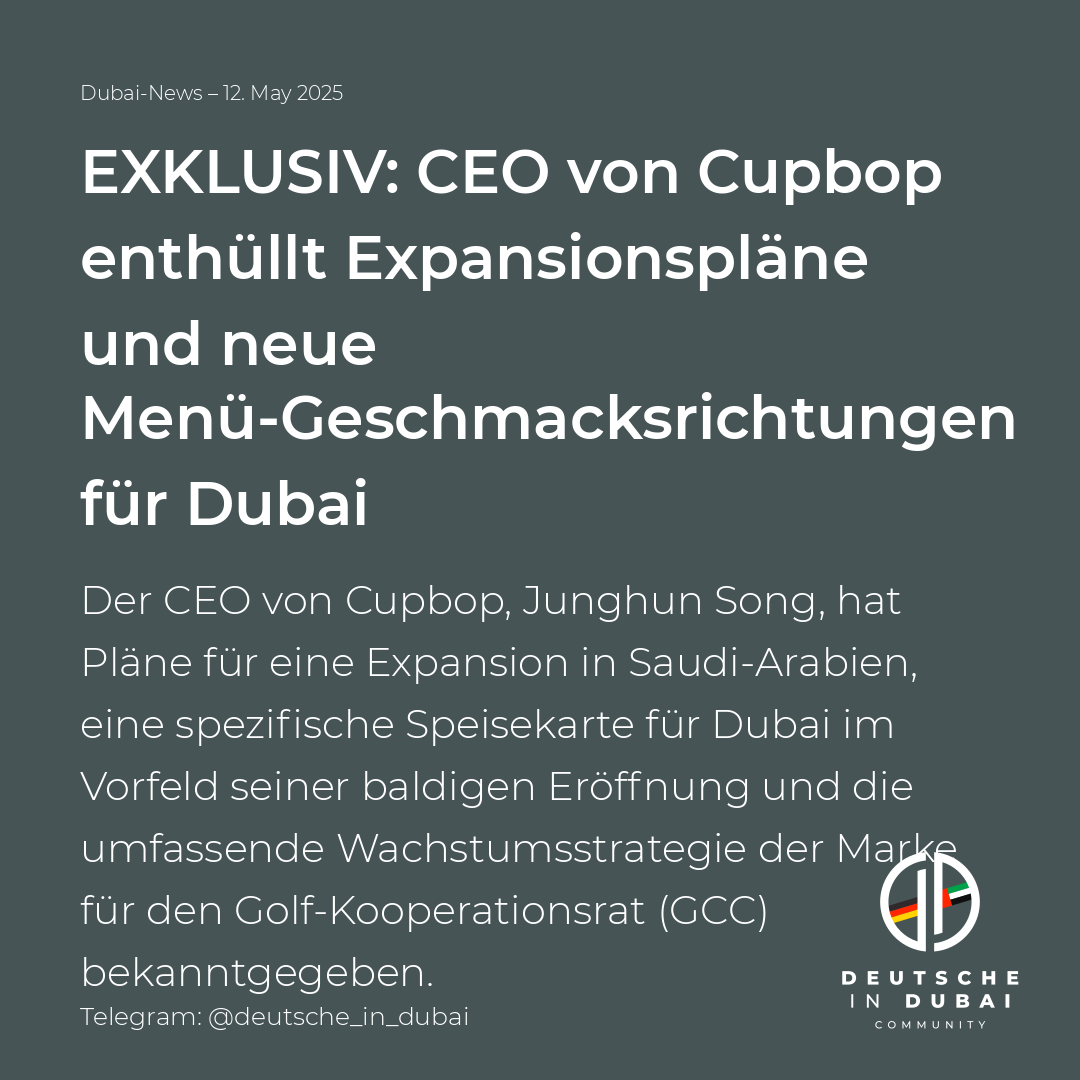 Dubai-News – 12. May 2025
EXKLUSIV: CEO von Cupbop
enthüllt Expansionspläne
und neue
Menü-Geschmacksrichtungen
für Dubai
Der CEO von Cupbop, Junghun Song, hat
Pläne für eine Expansion in Saudi-Arabien,
eine spezifische Speisekarte für Dubai im
Vorfeld seiner baldigen Eröffnung und die
umfassende Wachstumsstrategie der Marke
für den Golf-Kooperationsrat (GCC)
bekanntgegeben.
Telegram: @deutsche_in_dubai
DEUTSCHE
IN DUBAI
COMMUNITY